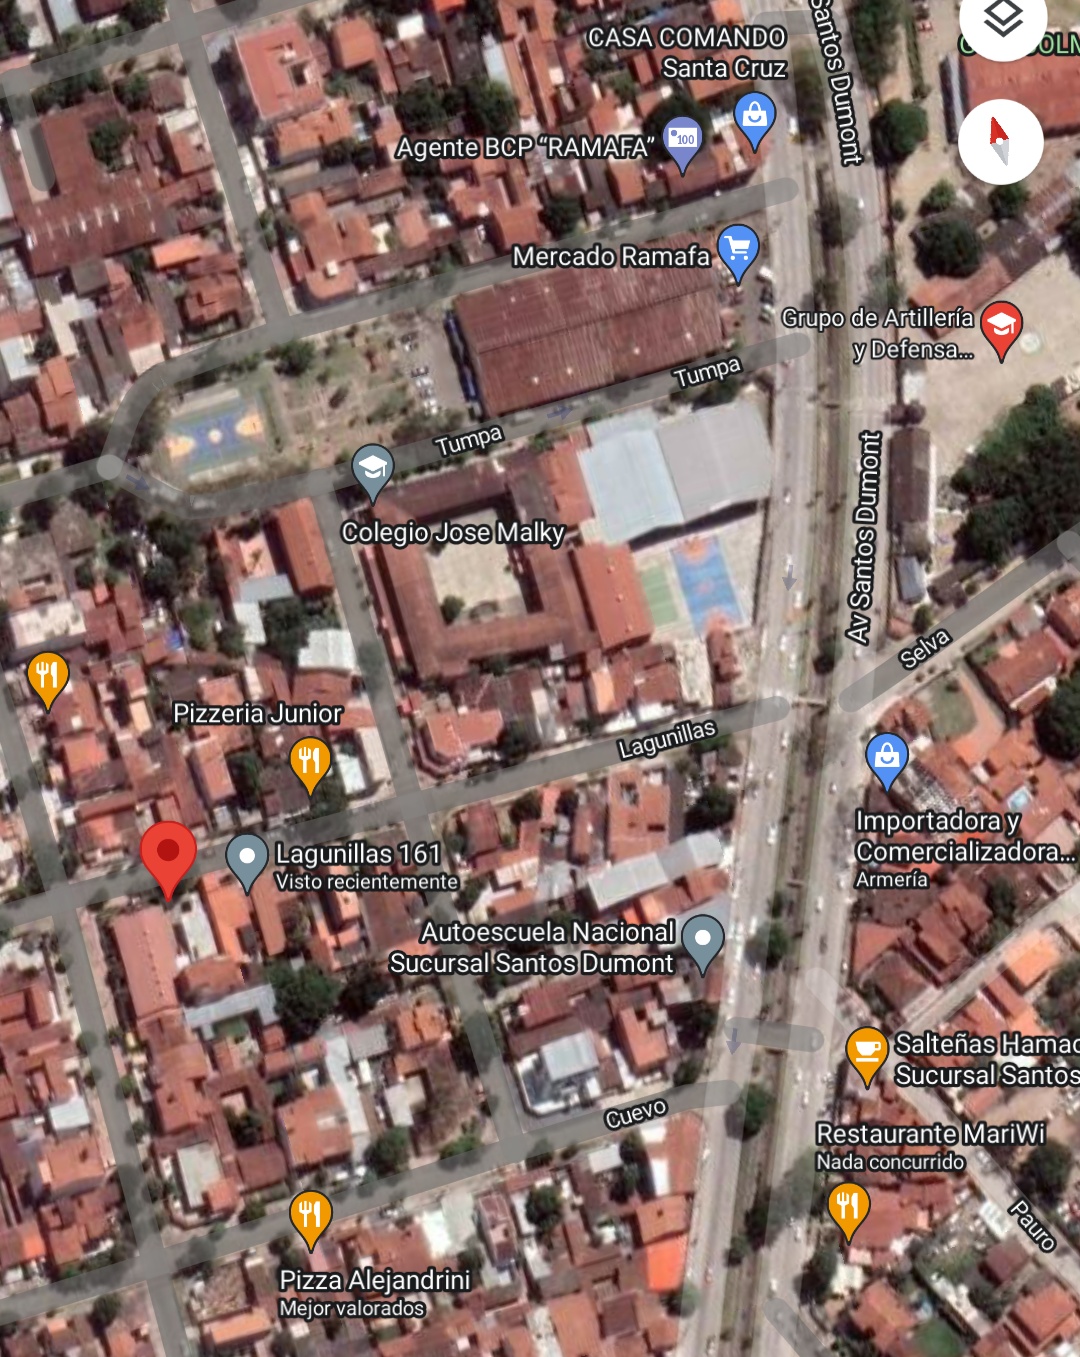 CASA COMANDO
Santa Cruz
Santos Dumont
Agente BCP “RAMAFA”
100
Mercado Ramafa
Grupo de Artillería
y Defensa...
Tumpa
Tumpa
Colegio Jose Malky
Av Santos Dumont
Selva
Pizzeria Junior
Lagunillas
Importadora y
Comercializadora...
Armería
Lagunillas 161
Visto recientemente
Autoescuela Nacional
Sucursal Santos Dumont
Salteñas Hamac
Sucursal Santos
Cuevo
Restaurante MariWi
Nada concurrido
Pauro
Pizza Alejandrini
Mejor valorados